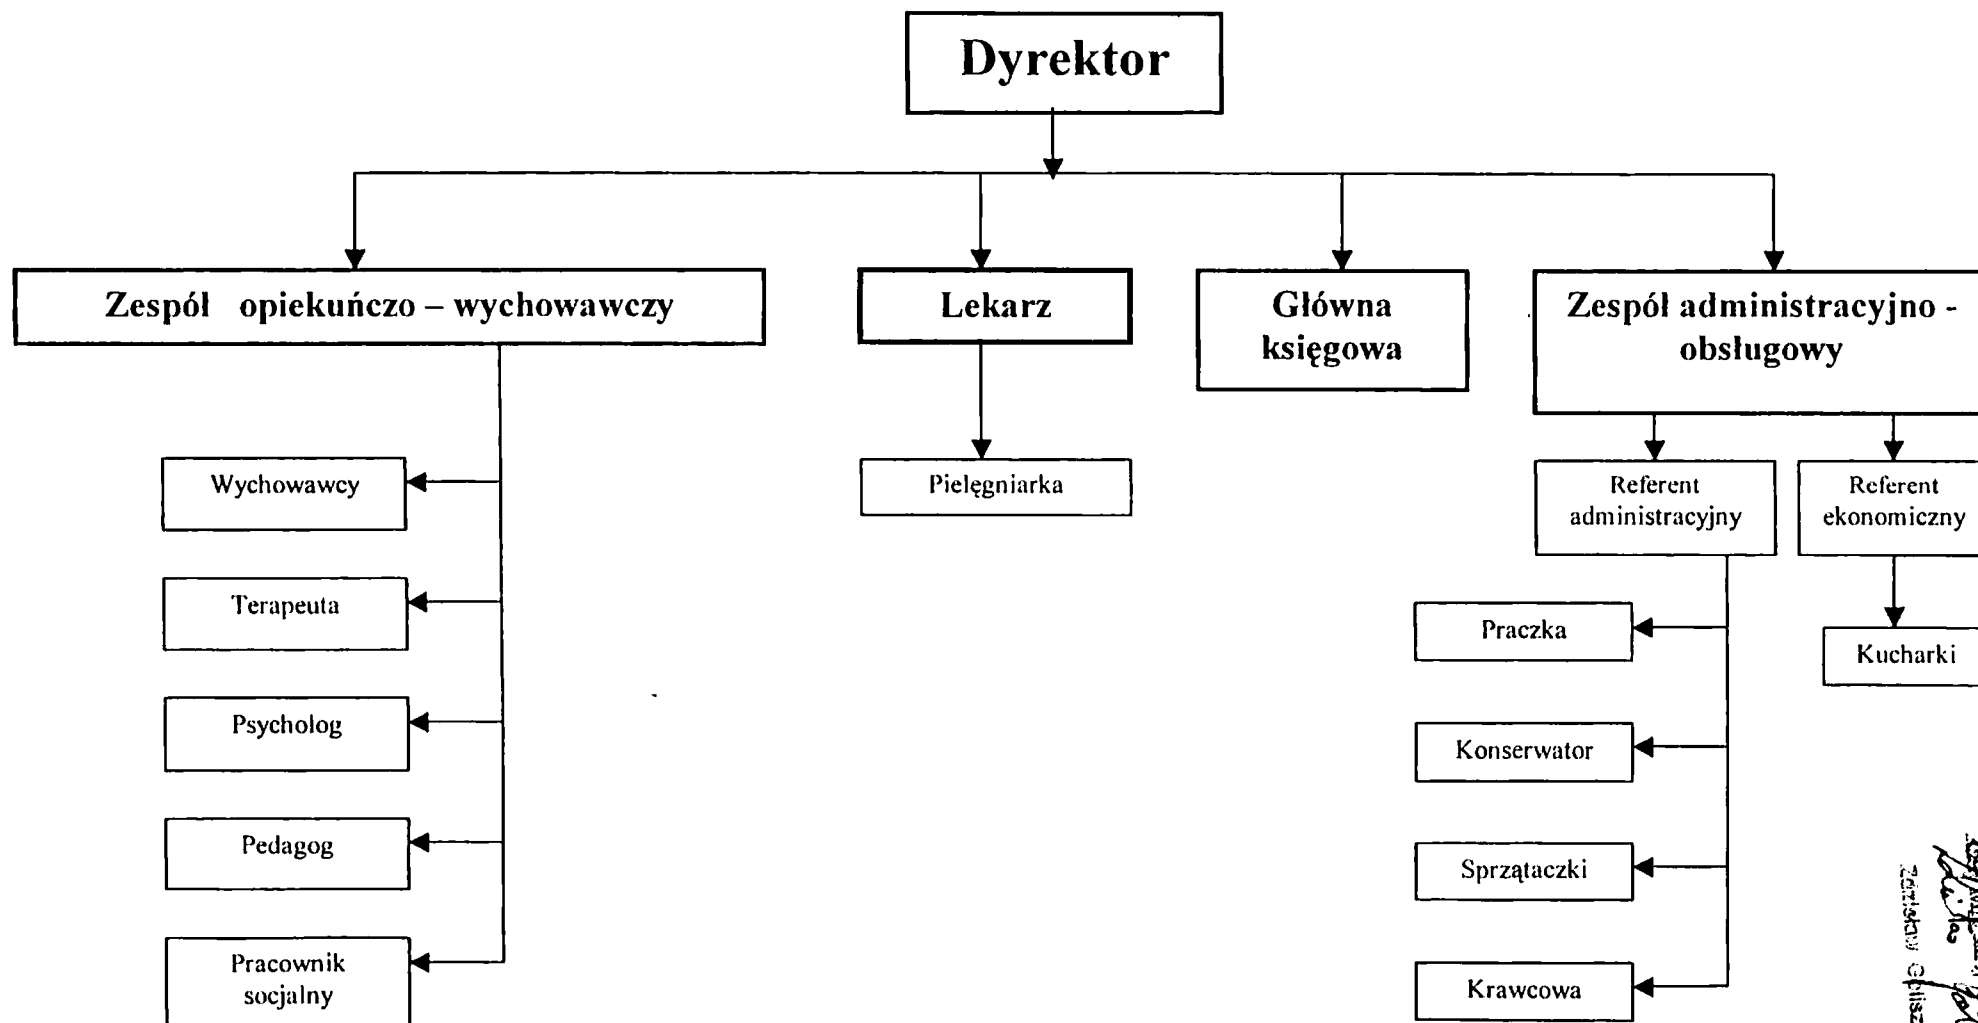 Dyrektor
Zespół opiekuńczo – wychowawczy
Lekarz
Główna
księgowa
Zespół administracyjno -
obsługowy
Wychowawcy
Terapeuta
Psycholog
Pedagog
Pracownik
socjalny
Pielęgniarka
Referent
administracyjny
Referent
ekonomiczny
Praczka
Konserwator
Sprzątaczki
Krawcowa
Kucharki
Zdzisław